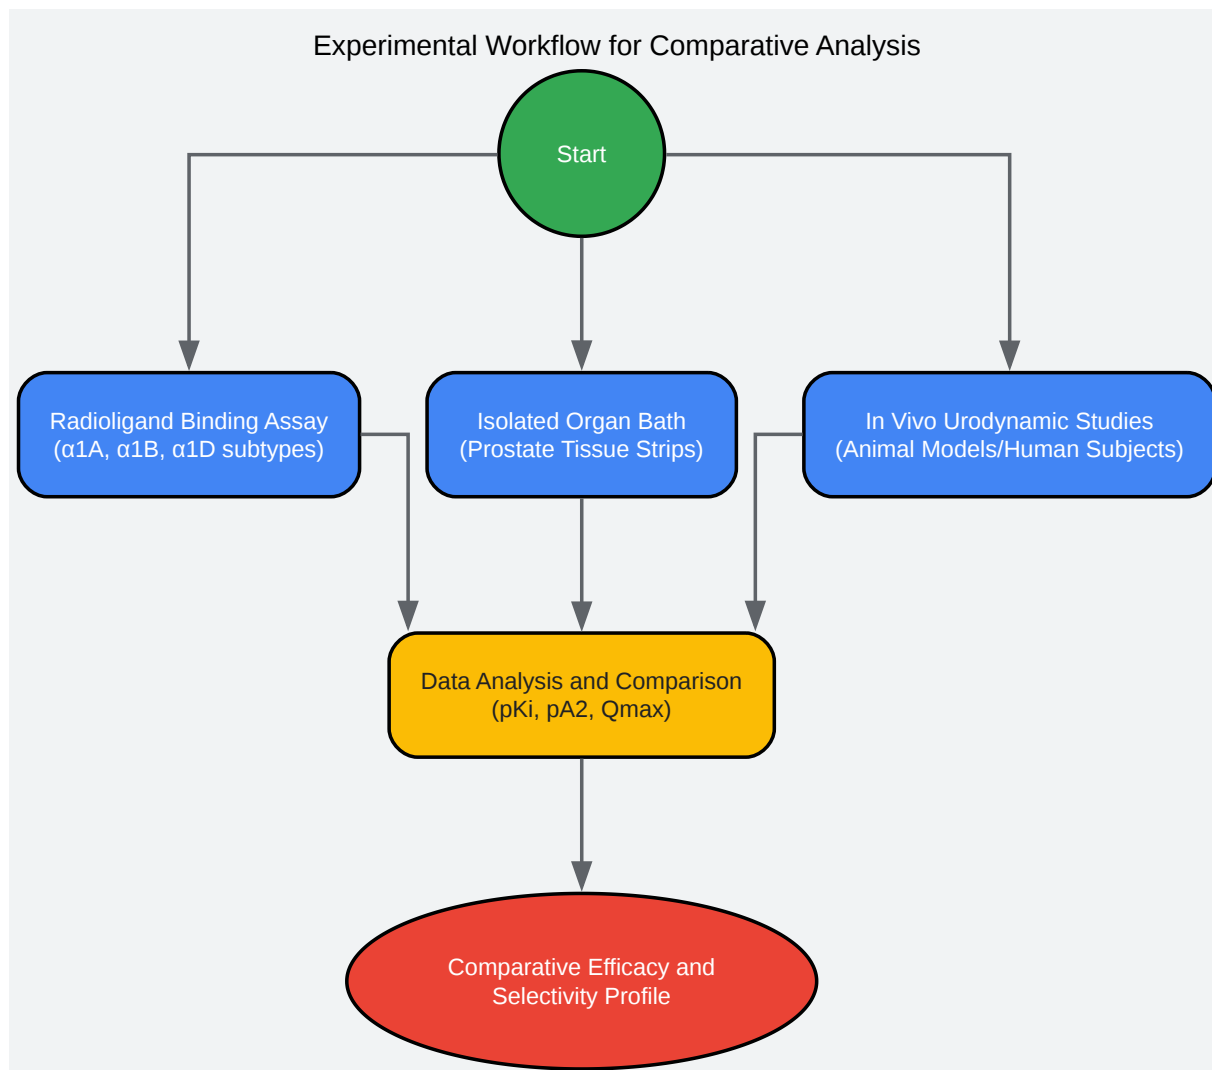 Experimental Workflow for Comparative Analysis
Start
Radioligand Binding Assay
(α1A, α1B, α1D subtypes)
Isolated Organ Bath
(Prostate Tissue Strips)
In Vivo Urodynamic Studies
(Animal Models/Human Subjects)
Data Analysis and Comparison
(pKi, pA2, Qmax)
Comparative Efficacy and
Selectivity Profile